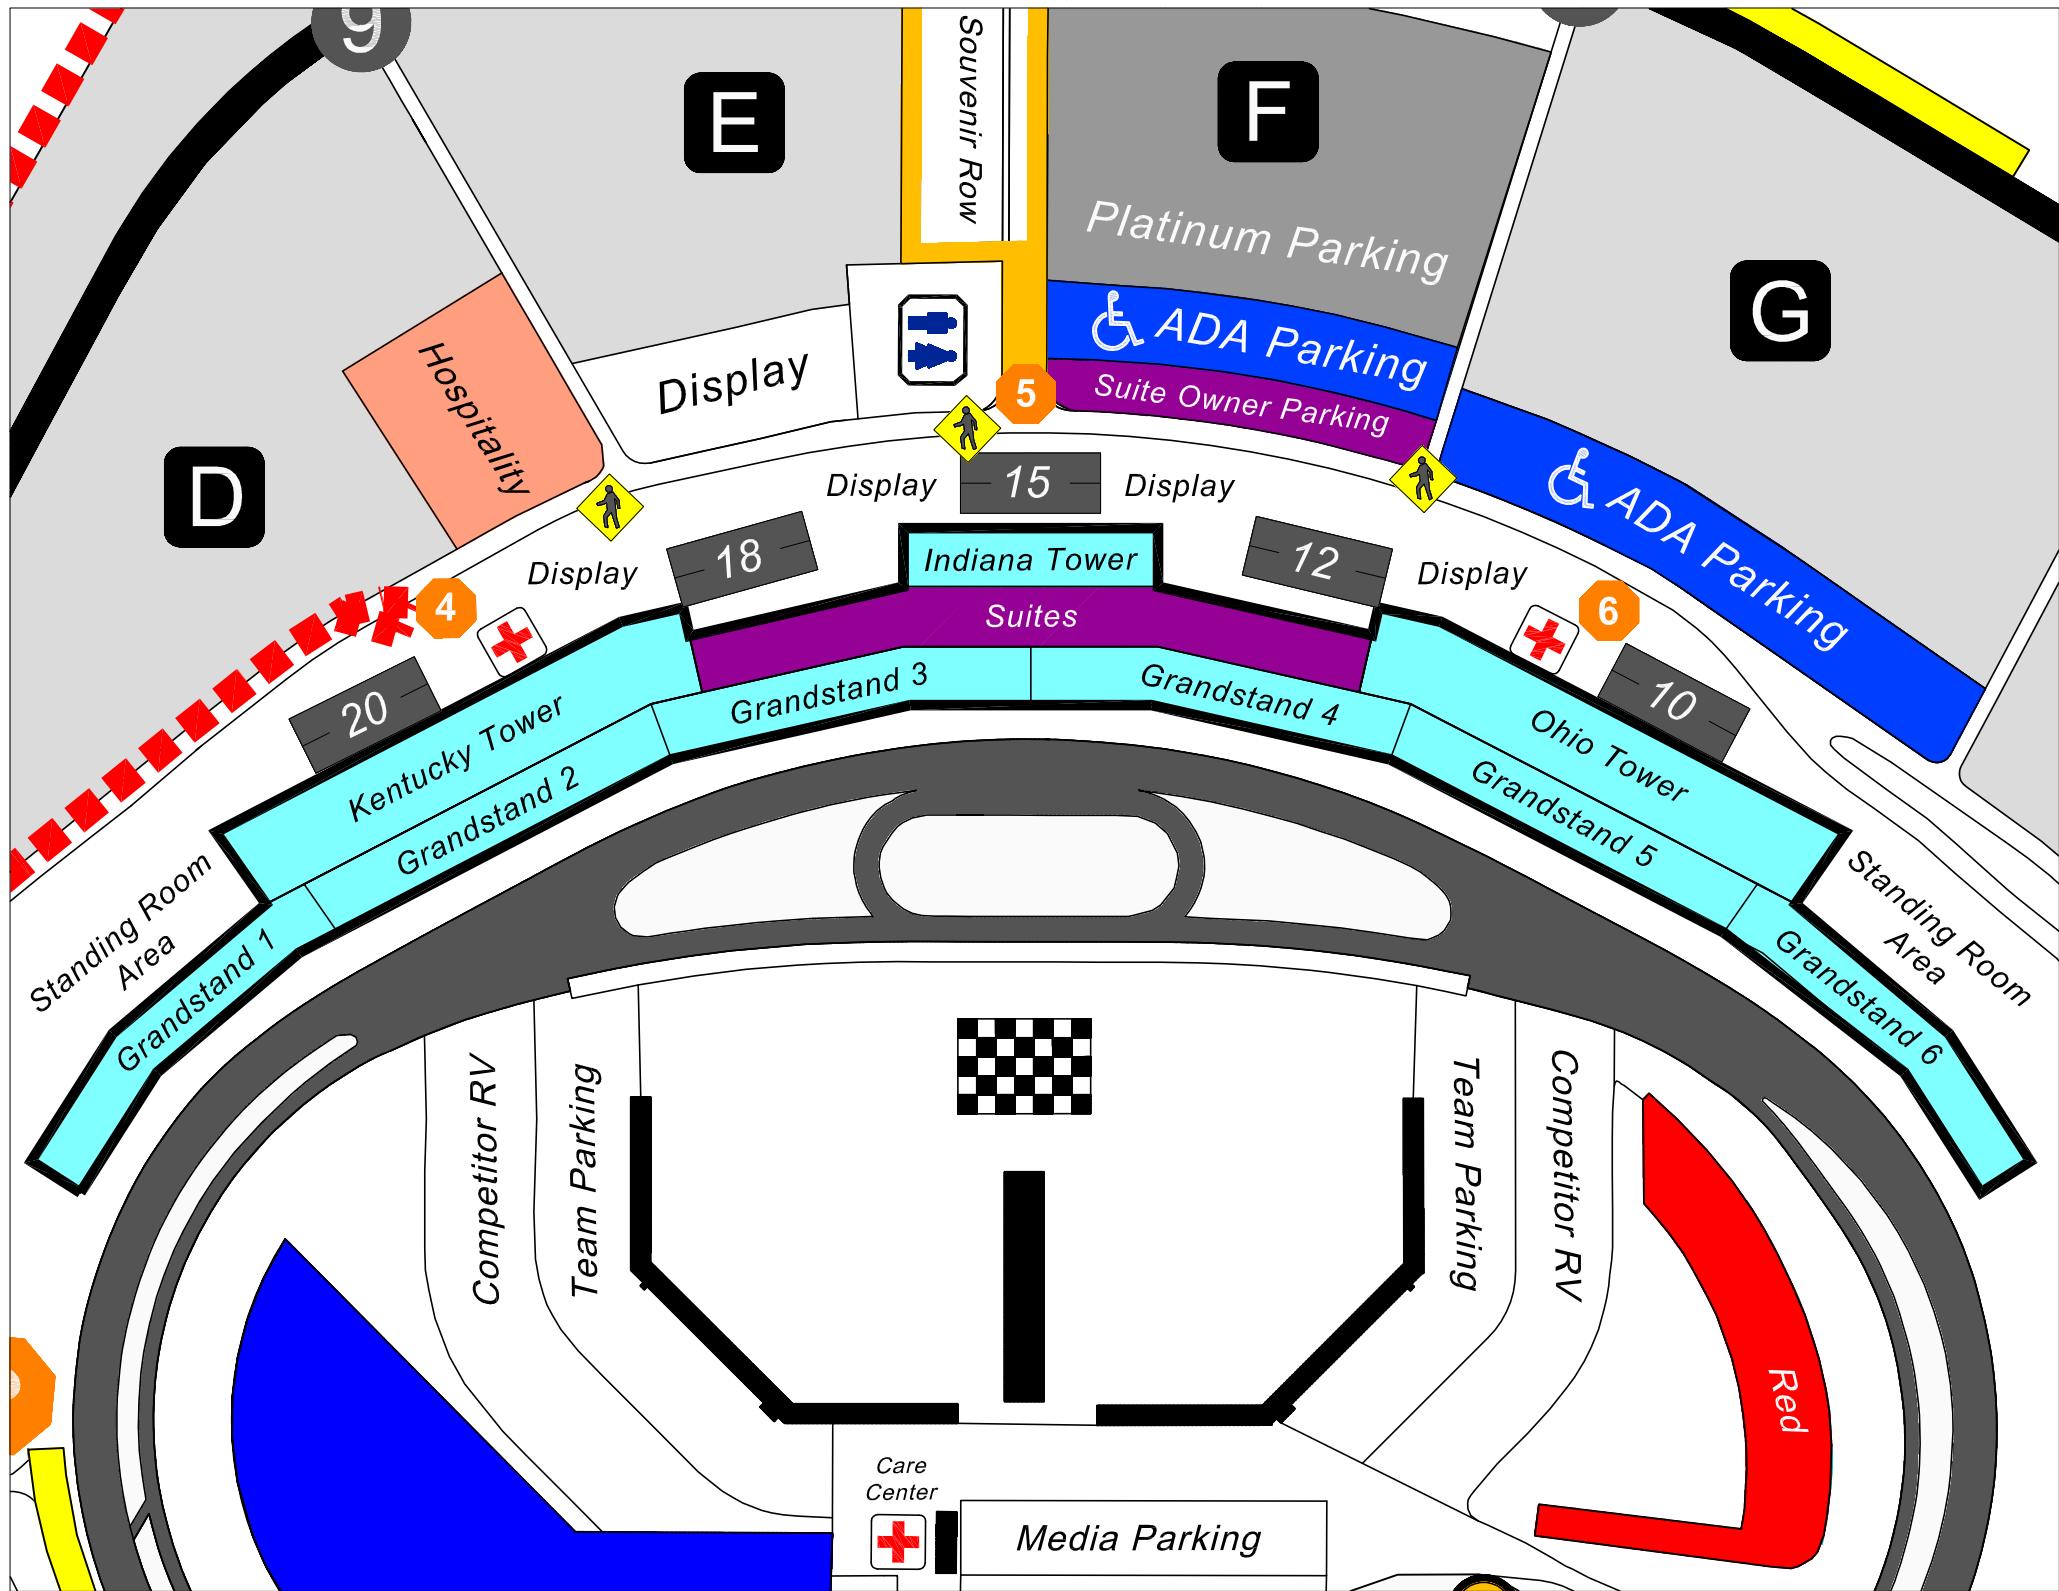 9
E
Souvenir Row
F
Platinum Parking
G
ADA Parking
Suite Owner Parking
5
Display
Hospitality
D
ADA Parking
Display
15
Display
18
12
Indiana Tower
Display
Display
4
6
Suites
20
10
Kentucky Tower
Grandstand 3
Grandstand 4
Ohio Tower
Grandstand 2
Grandstand 5
Standing Room
Area
Grandstand 1
Standing Room
Area
Grandstand 6
Competitor RV
Team Parking
Team Parking
Competitor RV
Red
Care
Center
Media Parking